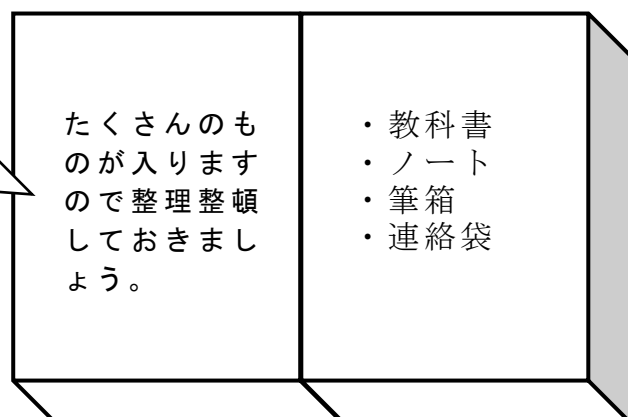 たくさんのも
のが入ります
ので整理整頓
しておきまし
ょう。
・教科書
・ノート
・筆箱
・連絡袋